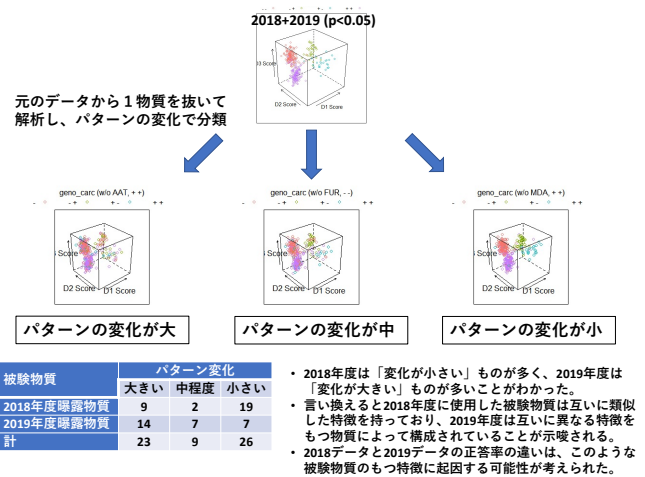 2018+2019 (p<0.05)
D3 Score
D2 Score
D1 Score
元のデータから１物質を抜いて
解析し、パターンの変化で分類
geno_carc (w/o AAT, + +)
- - + + - + +
Score
D2 Score
D1 Score
パターンの変化が大
geno_carc (w/o FUR, - -)
- - + + - + +
Score
D2 Score
D1 Score
パターンの変化が中
geno_carc (w/o MDA, + +)
- - + + - + +
Score
D2 Score
D1 Score
パターンの変化が小
被験物質 パターン変化
大きい 中程度 小さい
2018年度曝露物質 9 2 19
2019年度曝露物質 14 7 7
計 23 9 26
• 2018年度は「変化が小さい」ものが多く、2019年度は
「変化が大きい」ものが多いことがわかった。
• 言い換えると2018年度に使用した被験物質は互いに類似
した特徴を持っており、2019年度は互いに異なる特徴を
もつ物質によって構成されていることが示唆される。
• 2018データと2019データの正答率の違いは、このような
被験物質のもつ特徴に起因する可能性が考えられた。